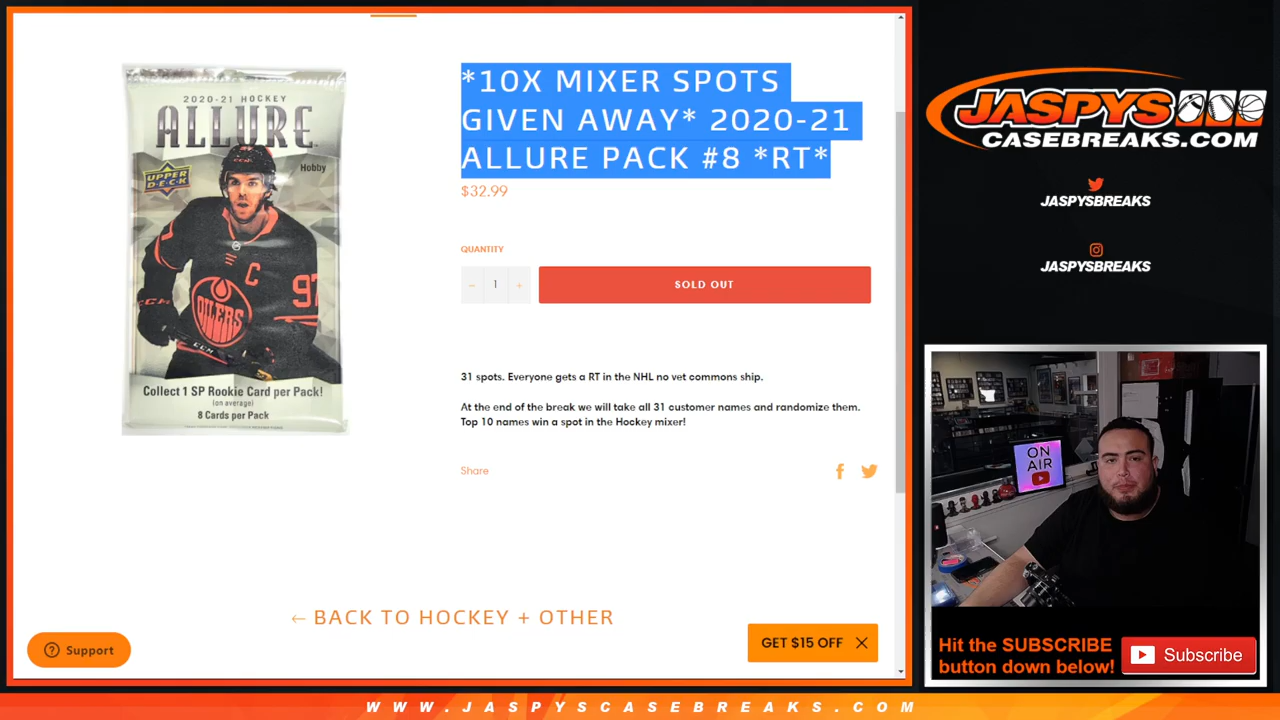 2020-21 HOCKEY
ALLURE
Hobby
UPPER DECK
C
97
OILERS
CCM
Collect 1 SP Rookie Card per Pack!
(on average)
8 Cards per Pack
*10X MIXER SPOTS
GIVEN AWAY* 2020-21
ALLURE PACK #8 *RT*
$32.99
QUANTITY
− 1 +
SOLD OUT
31 spots. Everyone gets a RT in the NHL no vet commons ship.
At the end of the break we will take all 31 customer names and randomize them.
Top 10 names win a spot in the Hockey mixer!
Share
← BACK TO HOCKEY + OTHER
Support
GET $15 OFF ×
JASPYS
CASEBREAKS.COM
JASPYSBREAKS
JASPYSBREAKS
ON
AIR
Hit the SUBSCRIBE
button down below!
Subscribe
WWW.JASPYSCASEBREAKS.COM